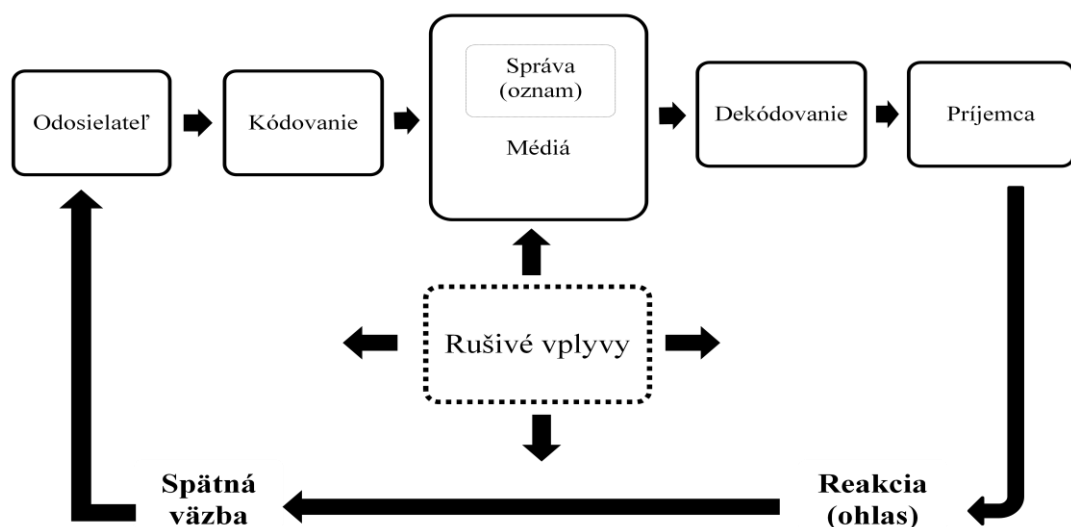 Odosielateľ
Kódovanie
Správa
(oznam)
Médiá
Dekódovanie
Príjemca
Rušivé vplyvy
Spätná
väzba
Reakcia
(ohlas)